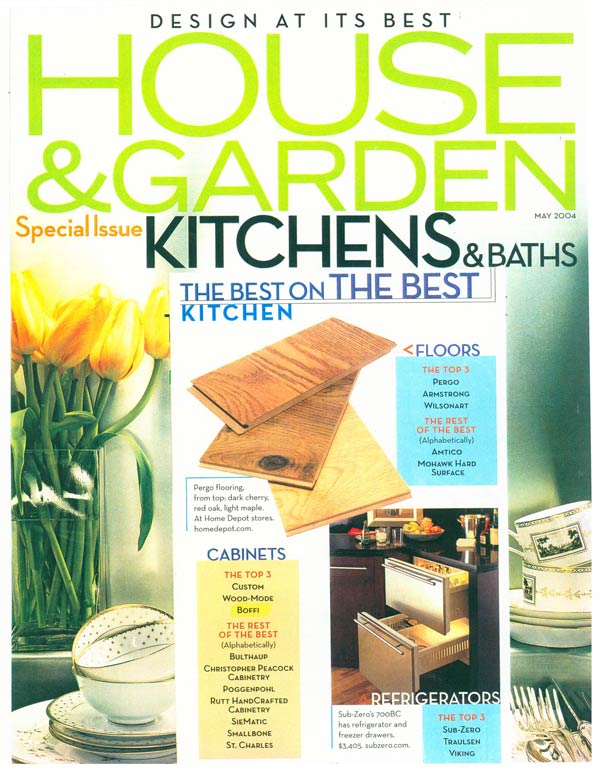 DESIGN AT ITS BEST
HOUSE
&GARDEN
MAY 2004
Special Issue KITCHENS & BATHS
THE BEST ON THE BEST
KITCHEN
<FLOORS
THE TOP 3
PERGO
ARMSTRONG
WILSONART
THE REST
OF THE BEST
(Alphabetically)
AMTICO
MOHAWK HARD
SURFACE
Pergo flooring,
from top: dark cherry,
red oak, light maple.
At Home Depot stores.
homedepot.com.
CABINETS
THE TOP 3
CUSTOM
WOOD-MODE
BOFFI
THE REST
OF THE BEST
(Alphabetically)
BULTHAUP
CHRISTOPHER PEACOCK
CABINETRY
POGGENPOHL
RUTT HANDCRAFTED
CABINETRY
SIEMATIC
SMALLBONE
ST. CHARLES
REFRIGERATORS
Sub-Zero's 700BC
has refrigerator and
freezer drawers.
$3,405. subzero.com.
THE TOP 3
SUB-ZERO
TRAULSEN
VIKING